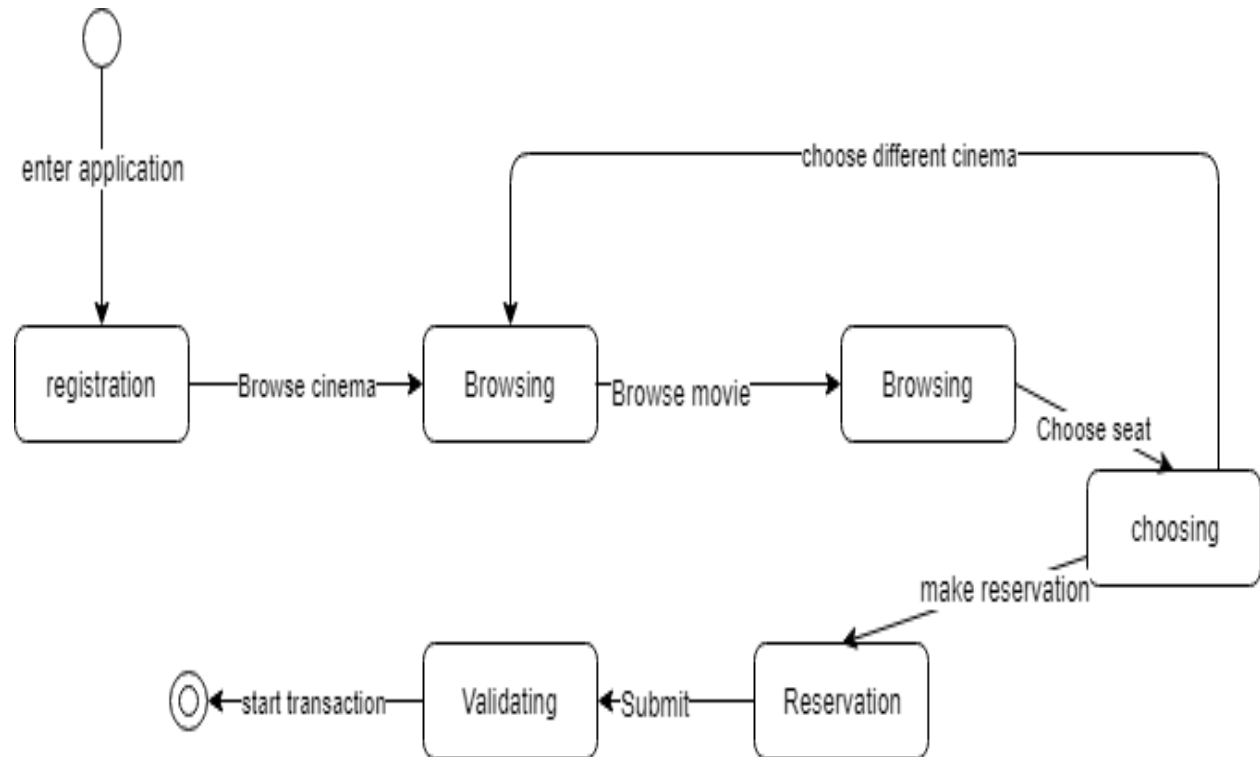 enter application
choose different cinema
registration
Browse cinema
Browsing
Browse movie
Browsing
Choose seat
choosing
make reservation
Reservation
Submit
Validating
start transaction